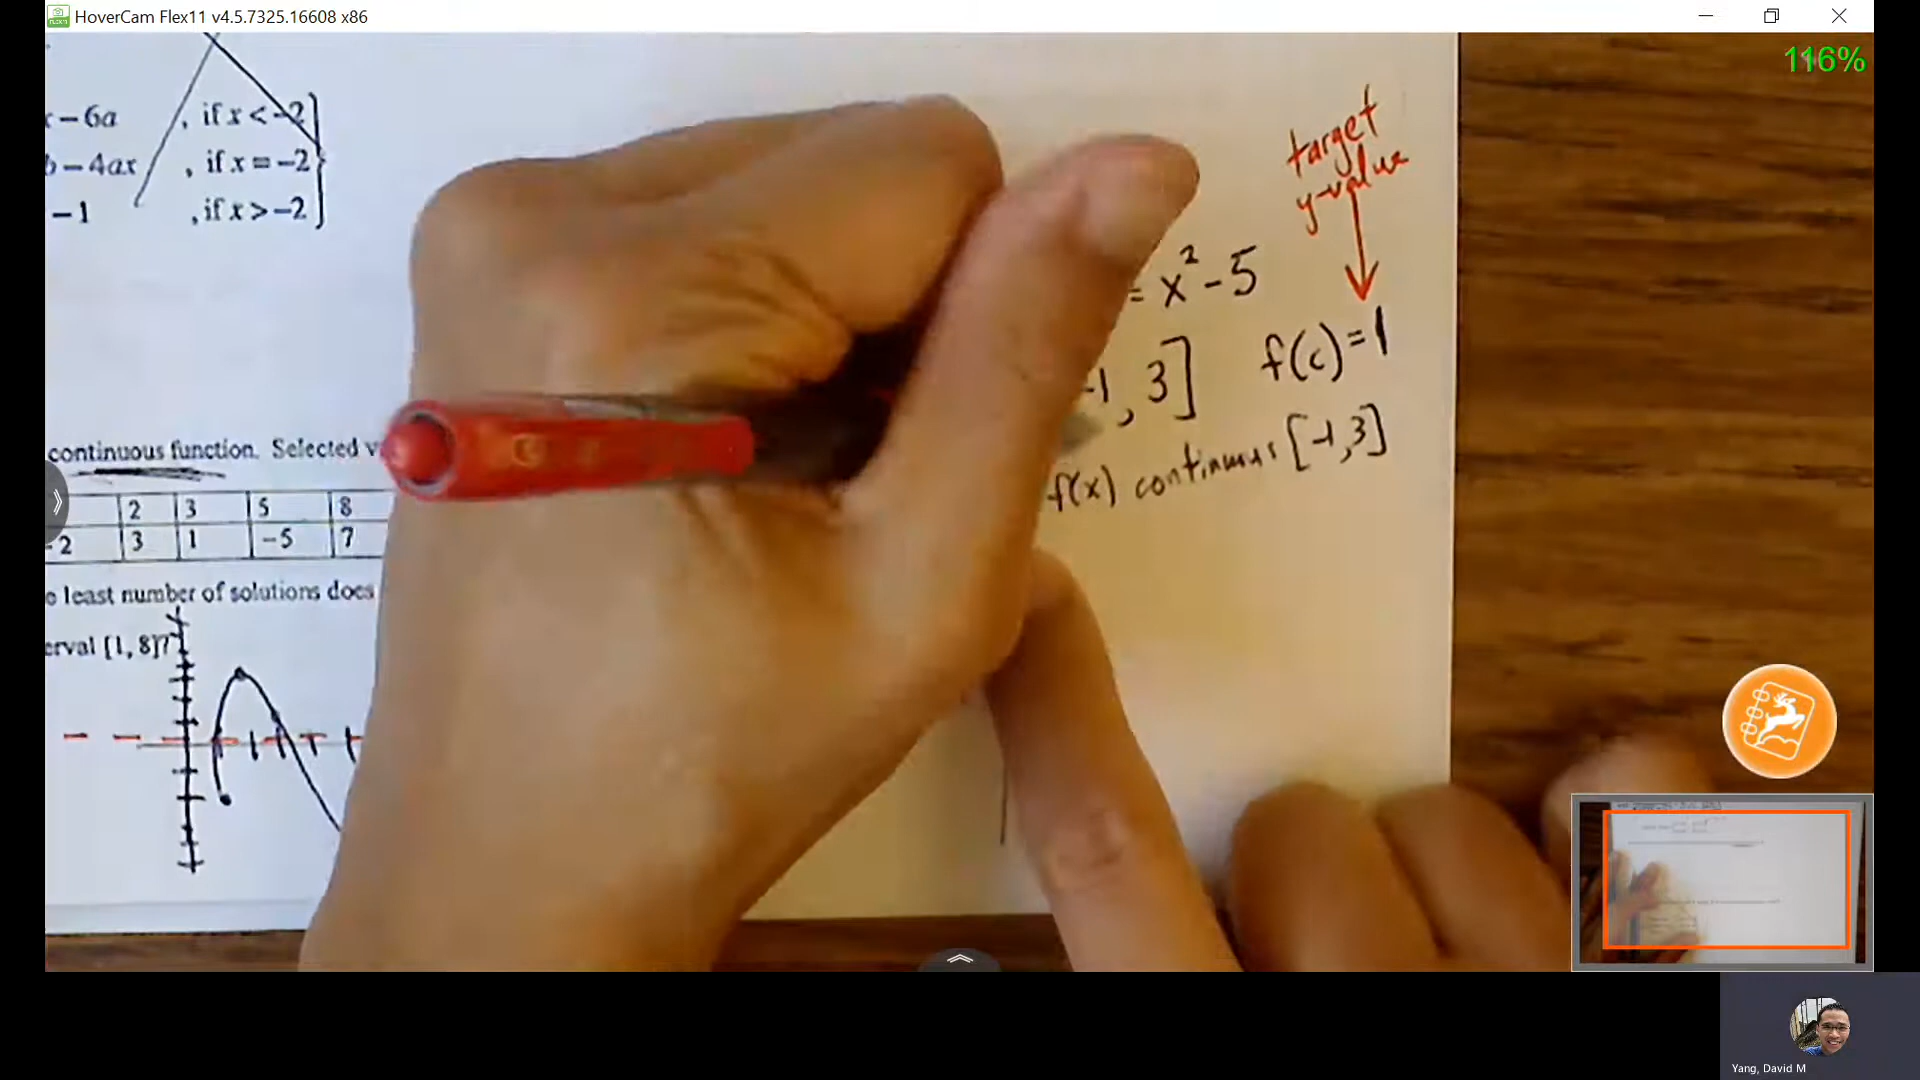 HoverCam Flex11 v4.5.7325.16608 x86
116%
x - 6a , if x < -2
b - 4ax , if x = -2
-1 , if x > -2
target
y-value
= x² - 5
-1, 3]
f(c) = 1
f(x) continuous [-1, 3]
continuous function. Selected
2 3 5 8
-2 3 1 -5 7
least number of solutions does
[1, 8]?
Yang, David M